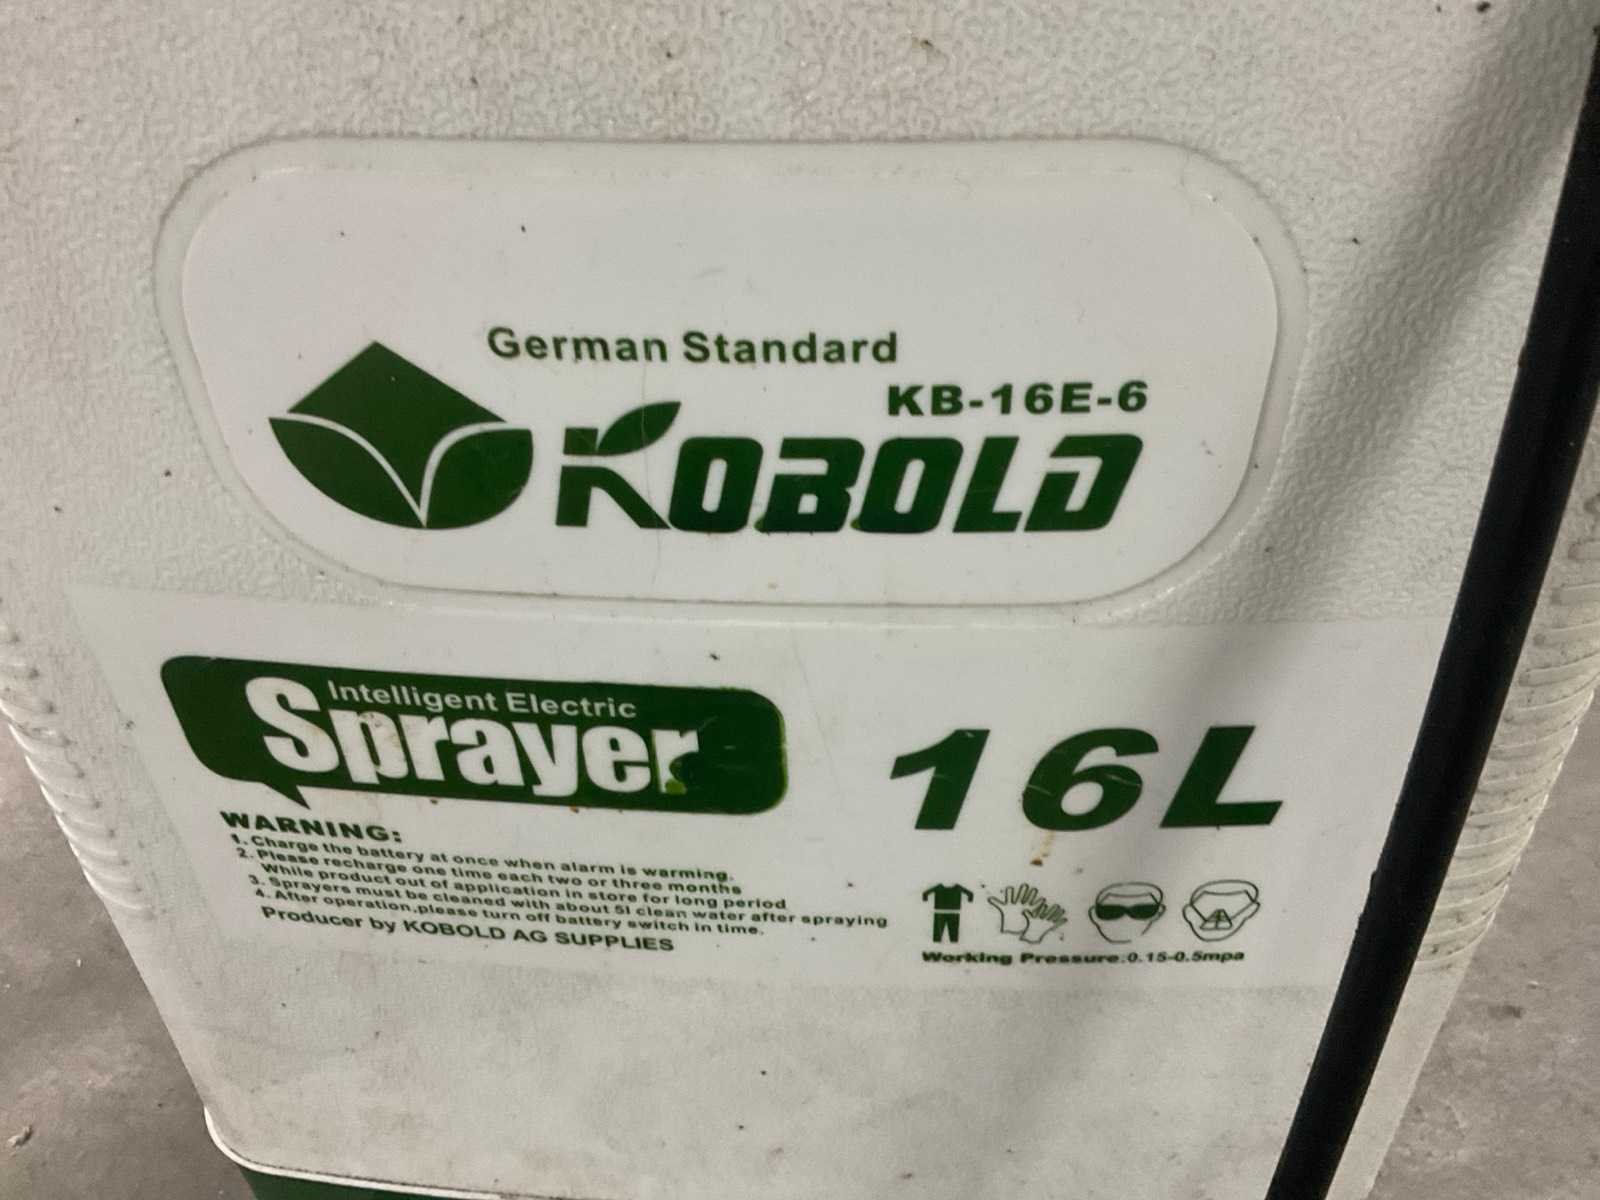 German Standard
KB-16E-6
KOBOLD
Intelligent Electric
Sprayer
16L
WARNING:
1. Charge the battery at once when alarm is warming.
2. Please recharge one time each two or three months
While product out of application in store for long period
3. Sprayers must be cleaned with about 5l clean water after spraying
4. After operation,please turn off battery switch in time.
Producer by KOBOLD AG SUPPLIES
Working Pressure:0.15-0.5mpa